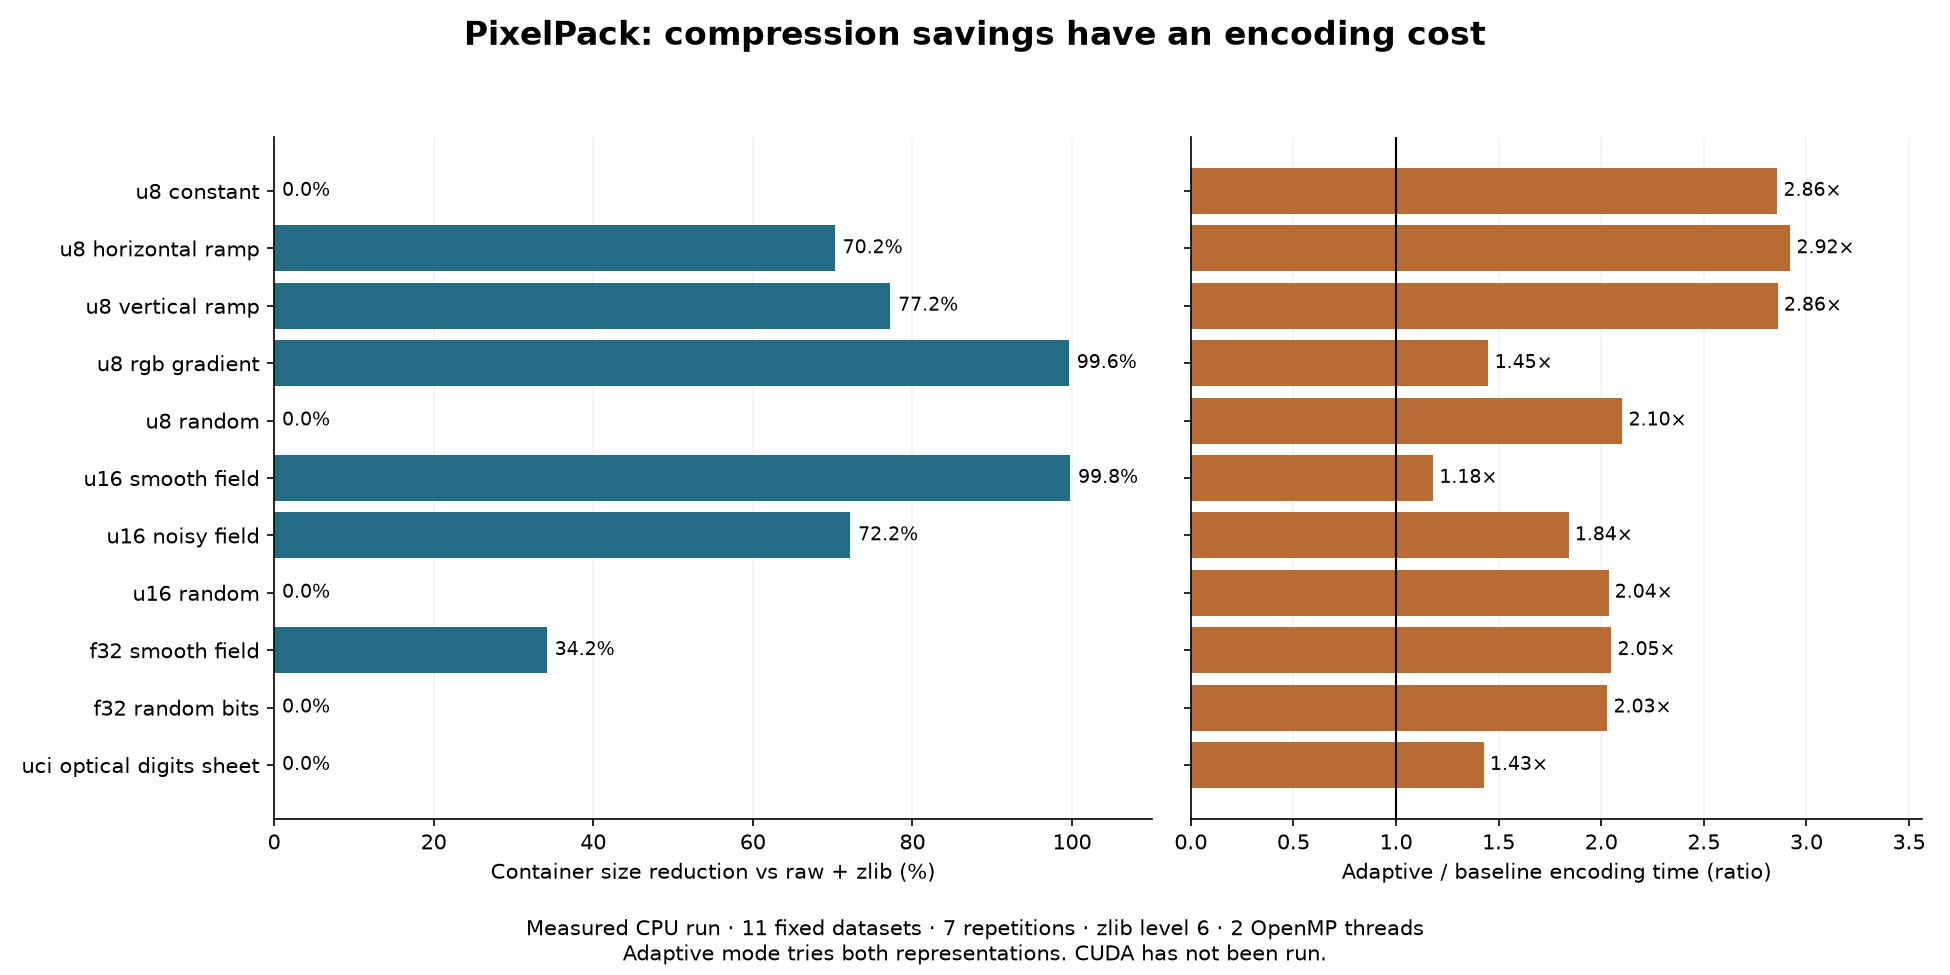 PixelPack: compression savings have an encoding cost
u8 constant
u8 horizontal ramp
u8 vertical ramp
u8 rgb gradient
u8 random
u16 smooth field
u16 noisy field
u16 random
f32 smooth field
f32 random bits
uci optical digits sheet
0.0%
70.2%
77.2%
99.6%
0.0%
99.8%
72.2%
0.0%
34.2%
0.0%
0.0%
0 20 40 60 80 100
Container size reduction vs raw + zlib (%)
2.86×
2.92×
2.86×
1.45×
2.10×
1.18×
1.84×
2.04×
2.05×
2.03×
1.43×
0.0 0.5 1.0 1.5 2.0 2.5 3.0 3.5
Adaptive / baseline encoding time (ratio)
Measured CPU run · 11 fixed datasets · 7 repetitions · zlib level 6 · 2 OpenMP threads
Adaptive mode tries both representations. CUDA has not been run.